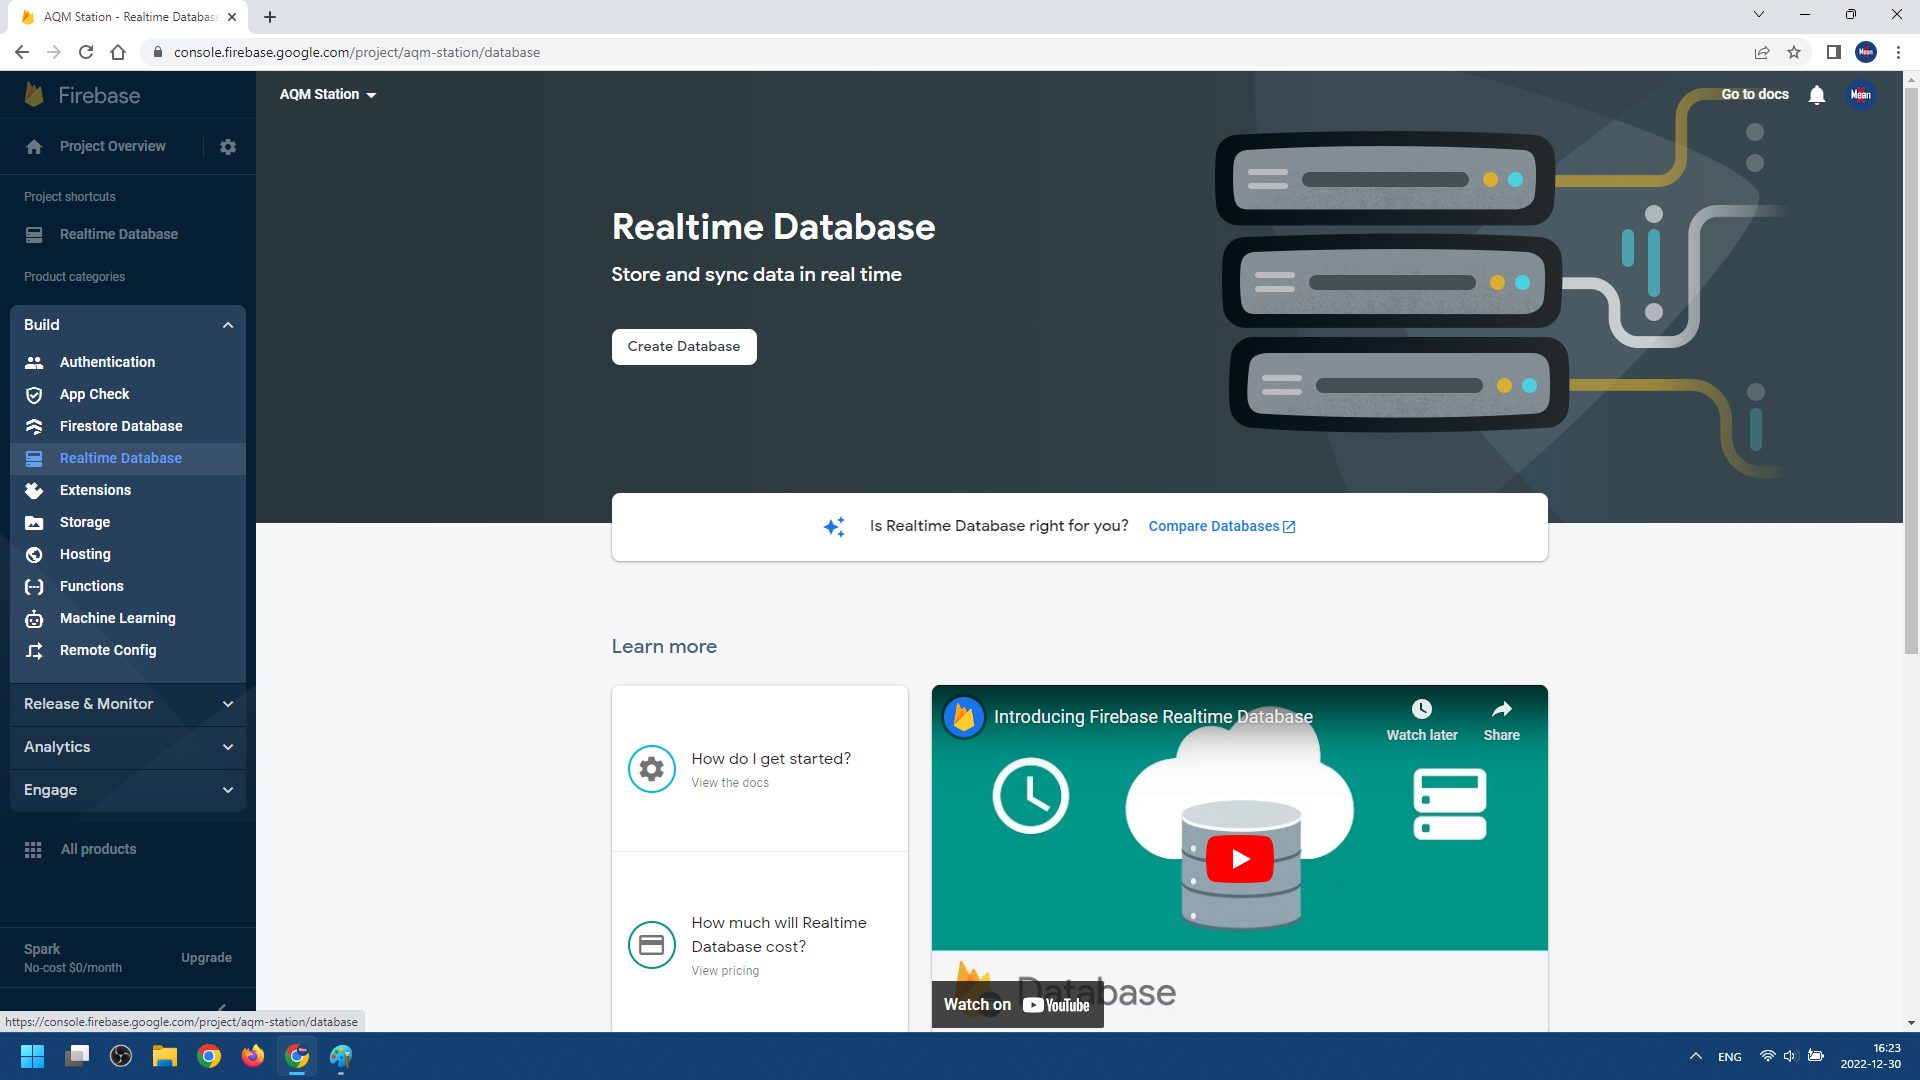 AQM Station - Realtime Database
console.firebase.google.com/project/aqm-station/database
Mean
Firebase
AQM Station
Go to docs
Mean
Project Overview
Project shortcuts
Realtime Database
Product categories
Build
Authentication
App Check
Firestore Database
Realtime Database
Extensions
Storage
Hosting
Functions
Machine Learning
Remote Config
Release & Monitor
Analytics
Engage
All products
Spark
No-cost $0/month
Upgrade
https://console.firebase.google.com/project/aqm-station/database
Realtime Database
Store and sync data in real time
Create Database
Is Realtime Database right for you? Compare Databases
Learn more
How do I get started?
View the docs
How much will Realtime
Database cost?
View pricing
Introducing Firebase Realtime Database
Watch later
Share
Database
Watch on YouTube
ENG
16:23
2022-12-30